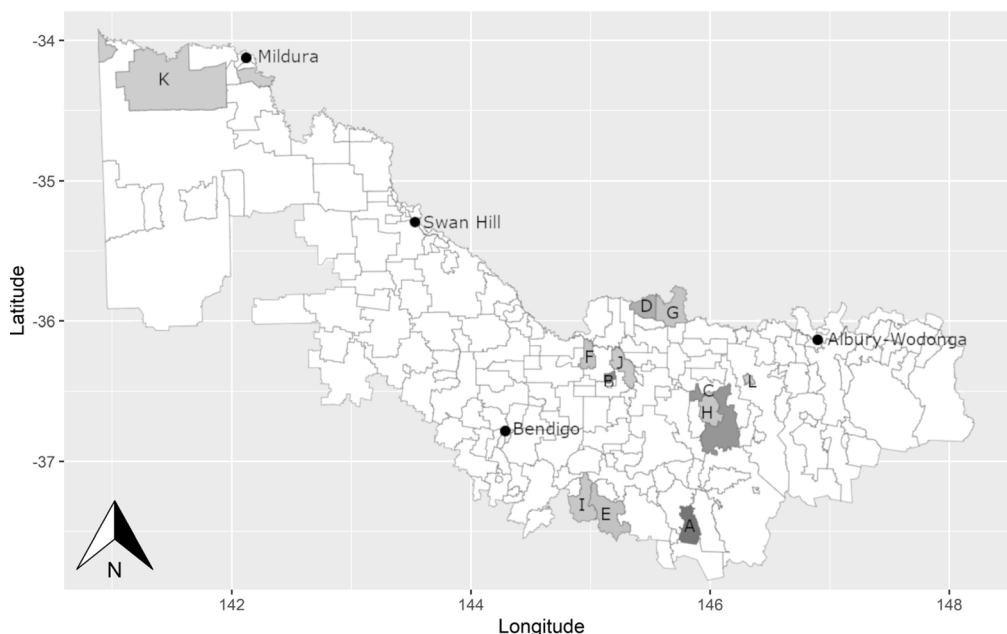 -34
Mildura
K
-35
Swan Hill
Latitude
D
G
-36
Albury-Wodonga
F
J
B
L
C
H
Bendigo
-37
I
E
A
N
142
144
146
148
Longitude